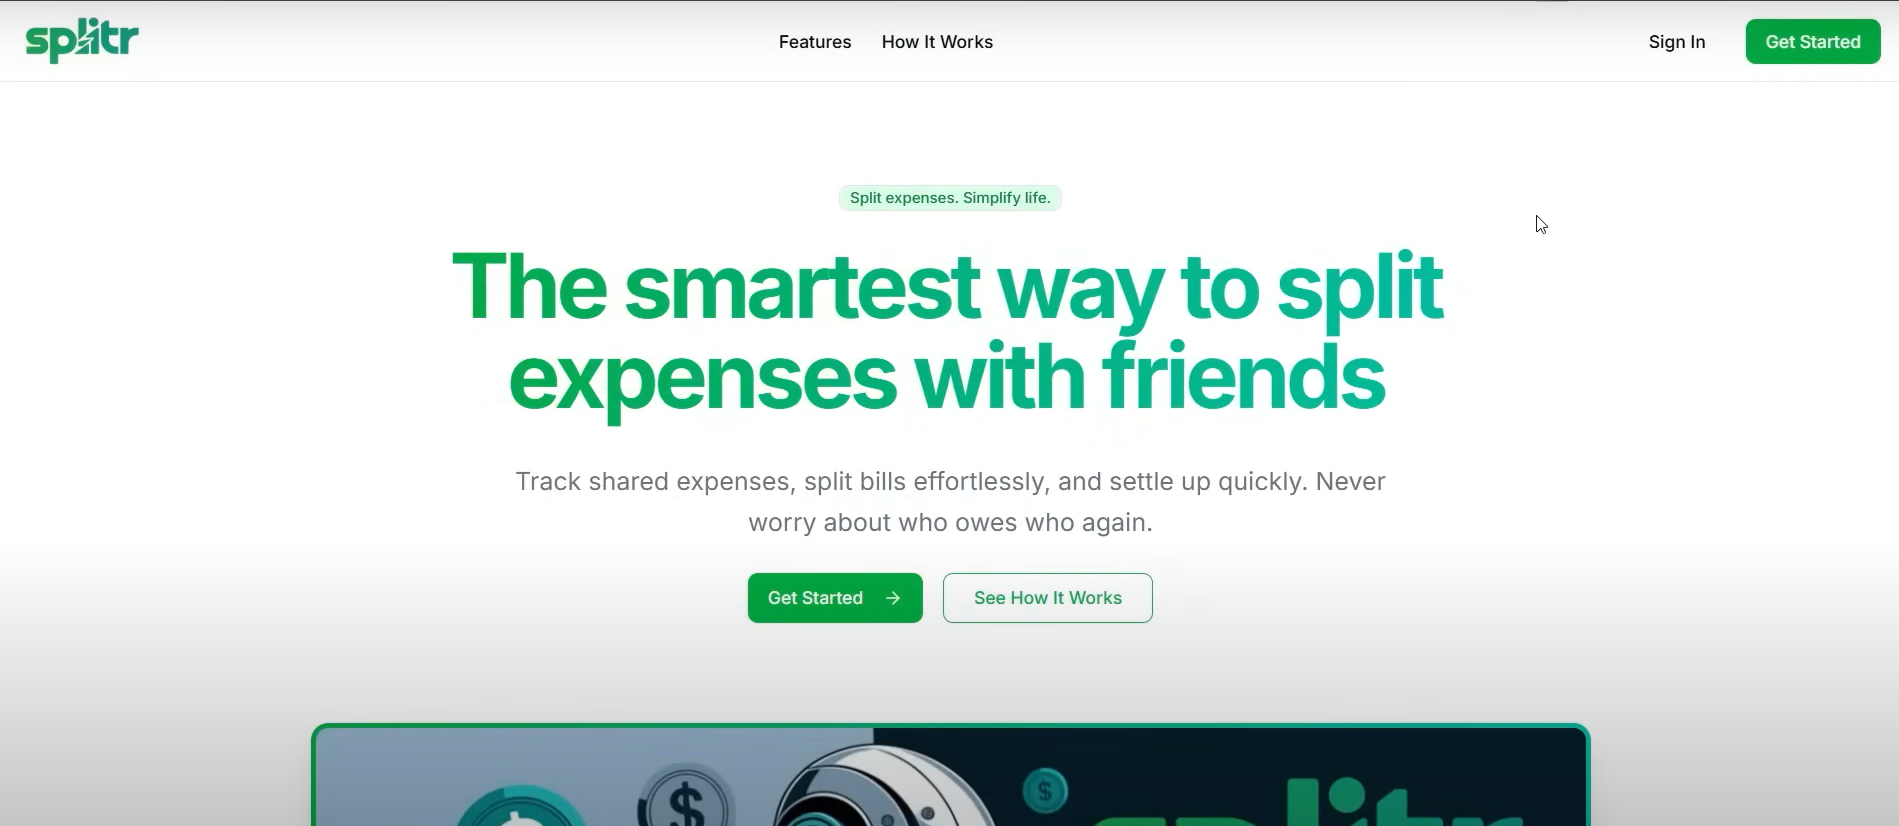 splitr
Features
How It Works
Sign In
Get Started
Split expenses. Simplify life.
The smartest way to split
expenses with friends
Track shared expenses, split bills effortlessly, and settle up quickly. Never
worry about who owes who again.
Get Started →
See How It Works
$
$
$
splitr